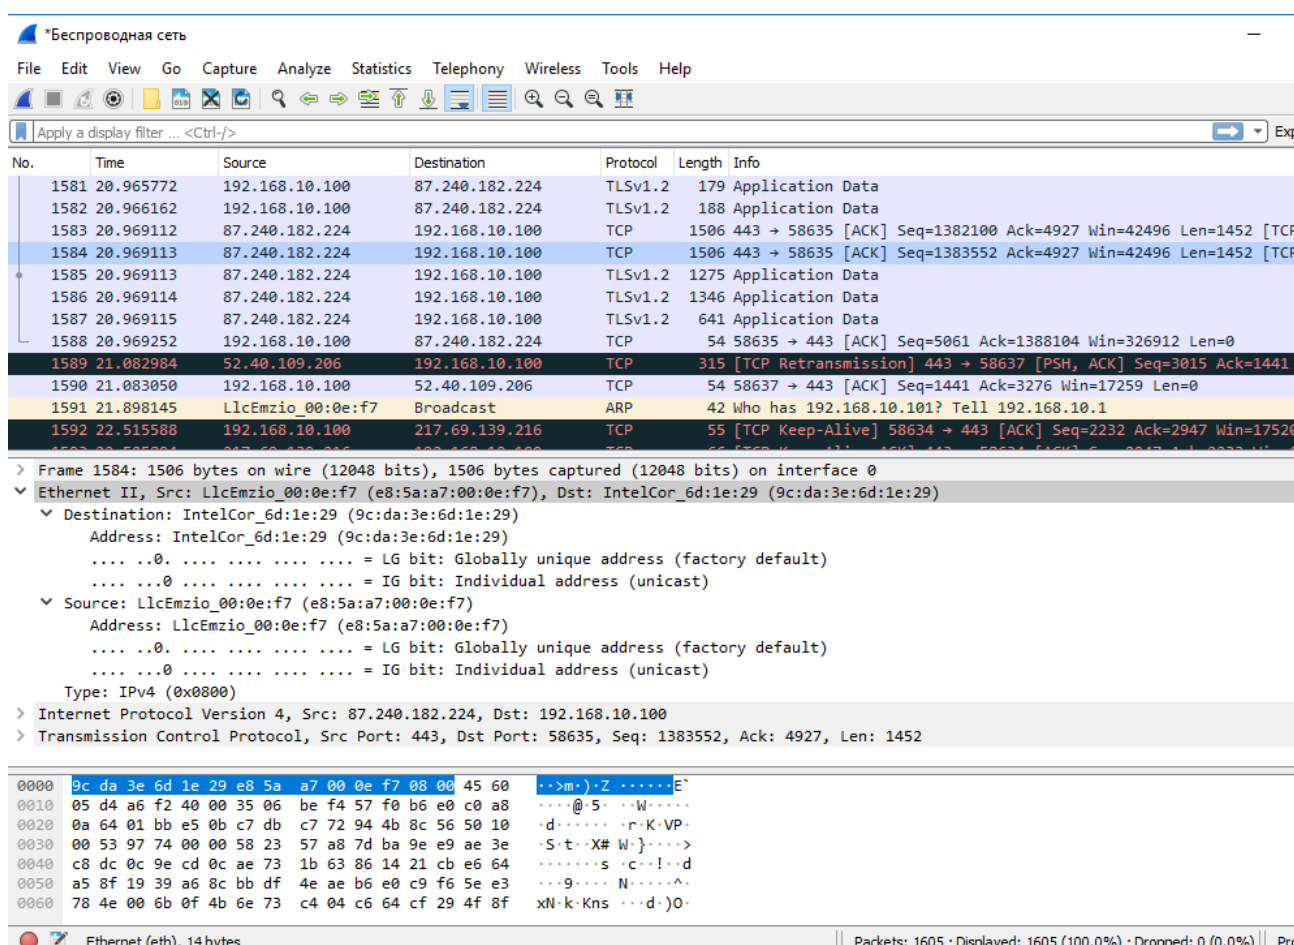 *Беспроводная сеть
File Edit View Go Capture Analyze Statistics Telephony Wireless Tools Help
Apply a display filter ... <Ctrl-/> Exp
No. Time Source Destination Protocol Length Info
1581 20.965772 192.168.10.100 87.240.182.224 TLSv1.2 179 Application Data
1582 20.966162 192.168.10.100 87.240.182.224 TLSv1.2 188 Application Data
1583 20.969112 87.240.182.224 192.168.10.100 TCP 1506 443 → 58635 [ACK] Seq=1382100 Ack=4927 Win=42496 Len=1452 [TCP
1584 20.969113 87.240.182.224 192.168.10.100 TCP 1506 443 → 58635 [ACK] Seq=1383552 Ack=4927 Win=42496 Len=1452 [TCP
1585 20.969113 87.240.182.224 192.168.10.100 TLSv1.2 1275 Application Data
1586 20.969114 87.240.182.224 192.168.10.100 TLSv1.2 1346 Application Data
1587 20.969115 87.240.182.224 192.168.10.100 TLSv1.2 641 Application Data
1588 20.969252 192.168.10.100 87.240.182.224 TCP 54 58635 → 443 [ACK] Seq=5061 Ack=1388104 Win=326912 Len=0
1589 21.082984 52.40.109.206 192.168.10.100 TCP 315 [TCP Retransmission] 443 → 58637 [PSH, ACK] Seq=3015 Ack=1441
1590 21.083050 192.168.10.100 52.40.109.206 TCP 54 58637 → 443 [ACK] Seq=1441 Ack=3276 Win=17259 Len=0
1591 21.898145 LlcEmzio_00:0e:f7 Broadcast ARP 42 Who has 192.168.10.101? Tell 192.168.10.1
1592 22.515588 192.168.10.100 217.69.139.216 TCP 55 [TCP Keep-Alive] 58634 → 443 [ACK] Seq=2232 Ack=2947 Win=17520
Frame 1584: 1506 bytes on wire (12048 bits), 1506 bytes captured (12048 bits) on interface 0
Ethernet II, Src: LlcEmzio_00:0e:f7 (e8:5a:a7:00:0e:f7), Dst: IntelCor_6d:1e:29 (9c:da:3e:6d:1e:29)
Destination: IntelCor_6d:1e:29 (9c:da:3e:6d:1e:29)
Address: IntelCor_6d:1e:29 (9c:da:3e:6d:1e:29)
.... ..0. .... .... .... .... = LG bit: Globally unique address (factory default)
.... ...0 .... .... .... .... = IG bit: Individual address (unicast)
Source: LlcEmzio_00:0e:f7 (e8:5a:a7:00:0e:f7)
Address: LlcEmzio_00:0e:f7 (e8:5a:a7:00:0e:f7)
.... ..0. .... .... .... .... = LG bit: Globally unique address (factory default)
.... ...0 .... .... .... .... = IG bit: Individual address (unicast)
Type: IPv4 (0x0800)
Internet Protocol Version 4, Src: 87.240.182.224, Dst: 192.168.10.100
Transmission Control Protocol, Src Port: 443, Dst Port: 58635, Seq: 1383552, Ack: 4927, Len: 1452
0000 9c da 3e 6d 1e 29 e8 5a a7 00 0e f7 08 00 45 60 ··>m·)·Z ······E`
0010 05 d4 a6 f2 40 00 35 06 be f4 57 f0 b6 e0 c0 a8 ····@·5· ··W·····
0020 0a 64 01 bb e5 0b c7 db c7 72 94 4b 8c 56 50 10 ·d······ ·r·K·VP·
0030 00 53 97 74 00 00 58 23 57 a8 7d ba 9e e9 ae 3e ·S·t··X# W·}····>
0040 c8 dc 0c 9e cd 0c ae 73 1b 63 86 14 21 cb e6 64 ·······s ·c··!··d
0050 a5 8f 19 39 a6 8c bb df 4e ae b6 e0 c9 f6 5e e3 ···9···· N·····^·
0060 78 4e 00 6b 0f 4b 6e 73 c4 04 c6 64 cf 29 4f 8f xN·k·Kns ···d·)O·
Ethernet (eth), 14 bytes Packets: 1605 · Displayed: 1605 (100.0%) · Dropped: 0 (0.0%) Pro